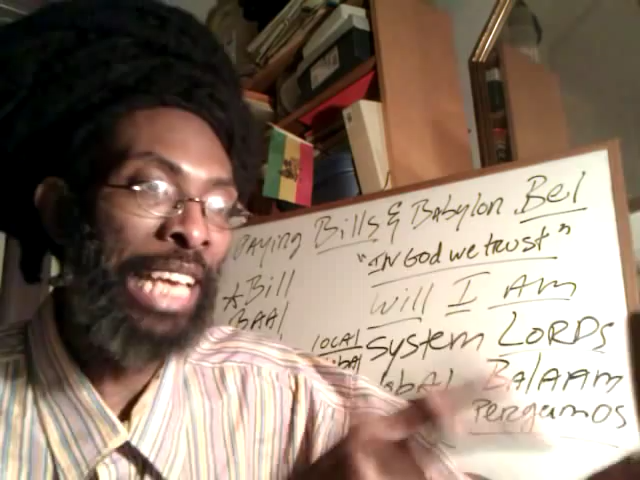 PAYING Bills & Babylon Bel
"IN GOD we trust"
*Bill
Will I AM
BAAl
lOCAl System LORDS
BAlAAm
Pergamos